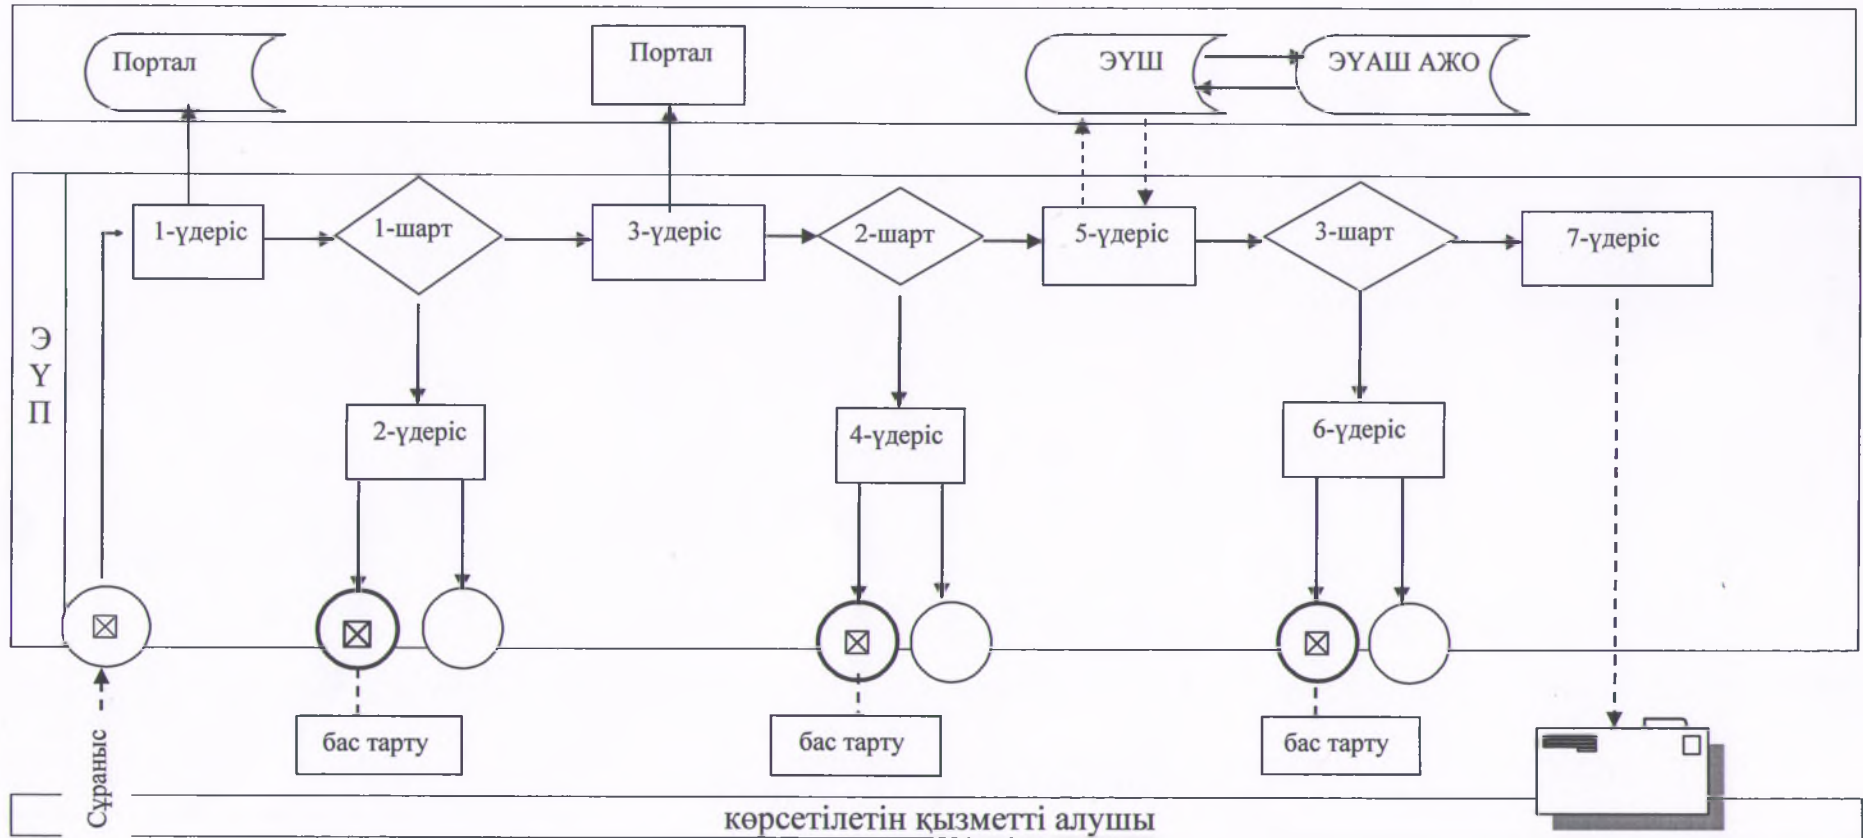 Портал
Портал
ЭҮШ
ЭҮАШ АЖО
ЭҮП
1-үдеріс
1-шарт
3-үдеріс
2-шарт
5-үдеріс
3-шарт
7-үдеріс
2-үдеріс
4-үдеріс
6-үдеріс
Сұраныс
бас тарту
бас тарту
бас тарту
көрсетілетін қызметті алушы